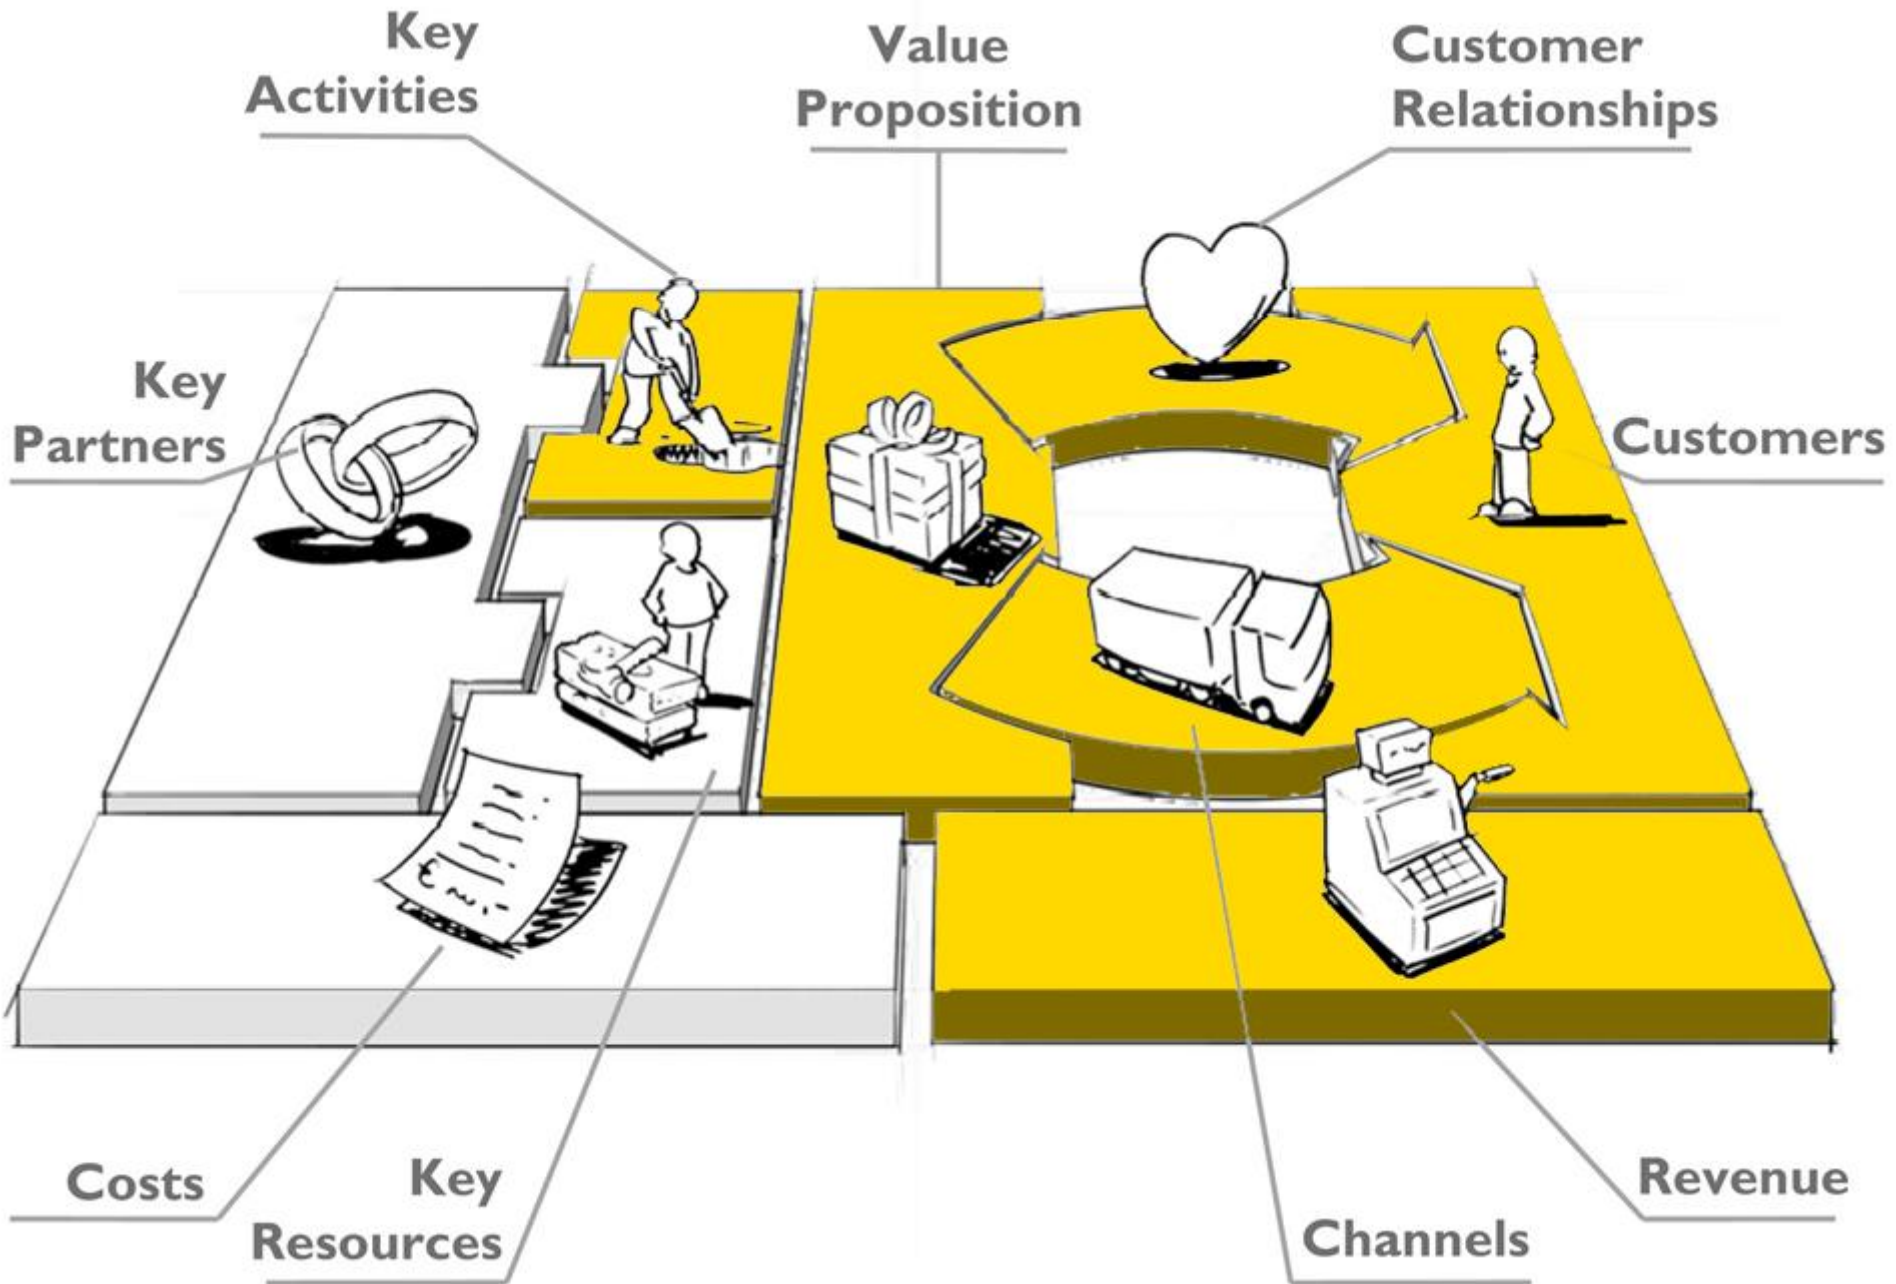 Key
Activities
Value
Proposition
Customer
Relationships
Key
Partners
Customers
Costs
Key
Resources
Channels
Revenue